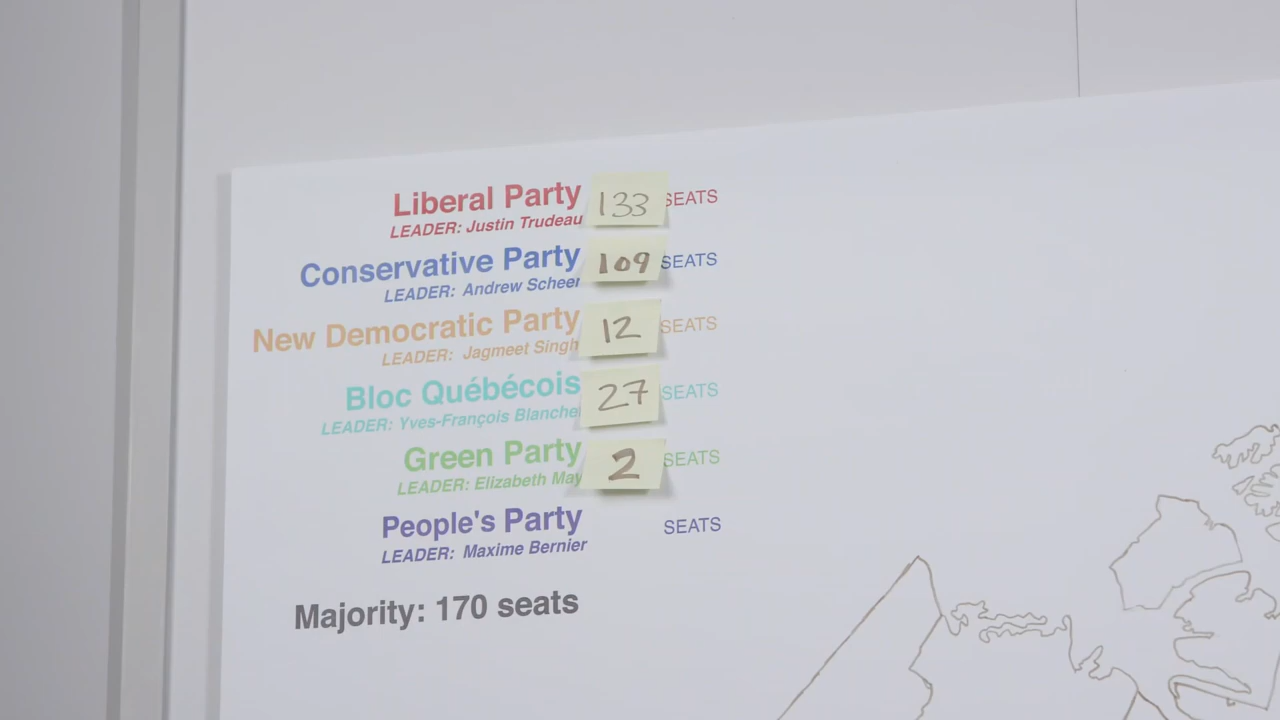 Liberal Party 133 SEATS
LEADER: Justin Trudeau
Conservative Party 109 SEATS
LEADER: Andrew Scheer
New Democratic Party 12 SEATS
LEADER: Jagmeet Singh
Bloc Québécois 27 SEATS
LEADER: Yves-François Blanche
Green Party 2 SEATS
LEADER: Elizabeth May
People's Party SEATS
LEADER: Maxime Bernier
Majority: 170 seats